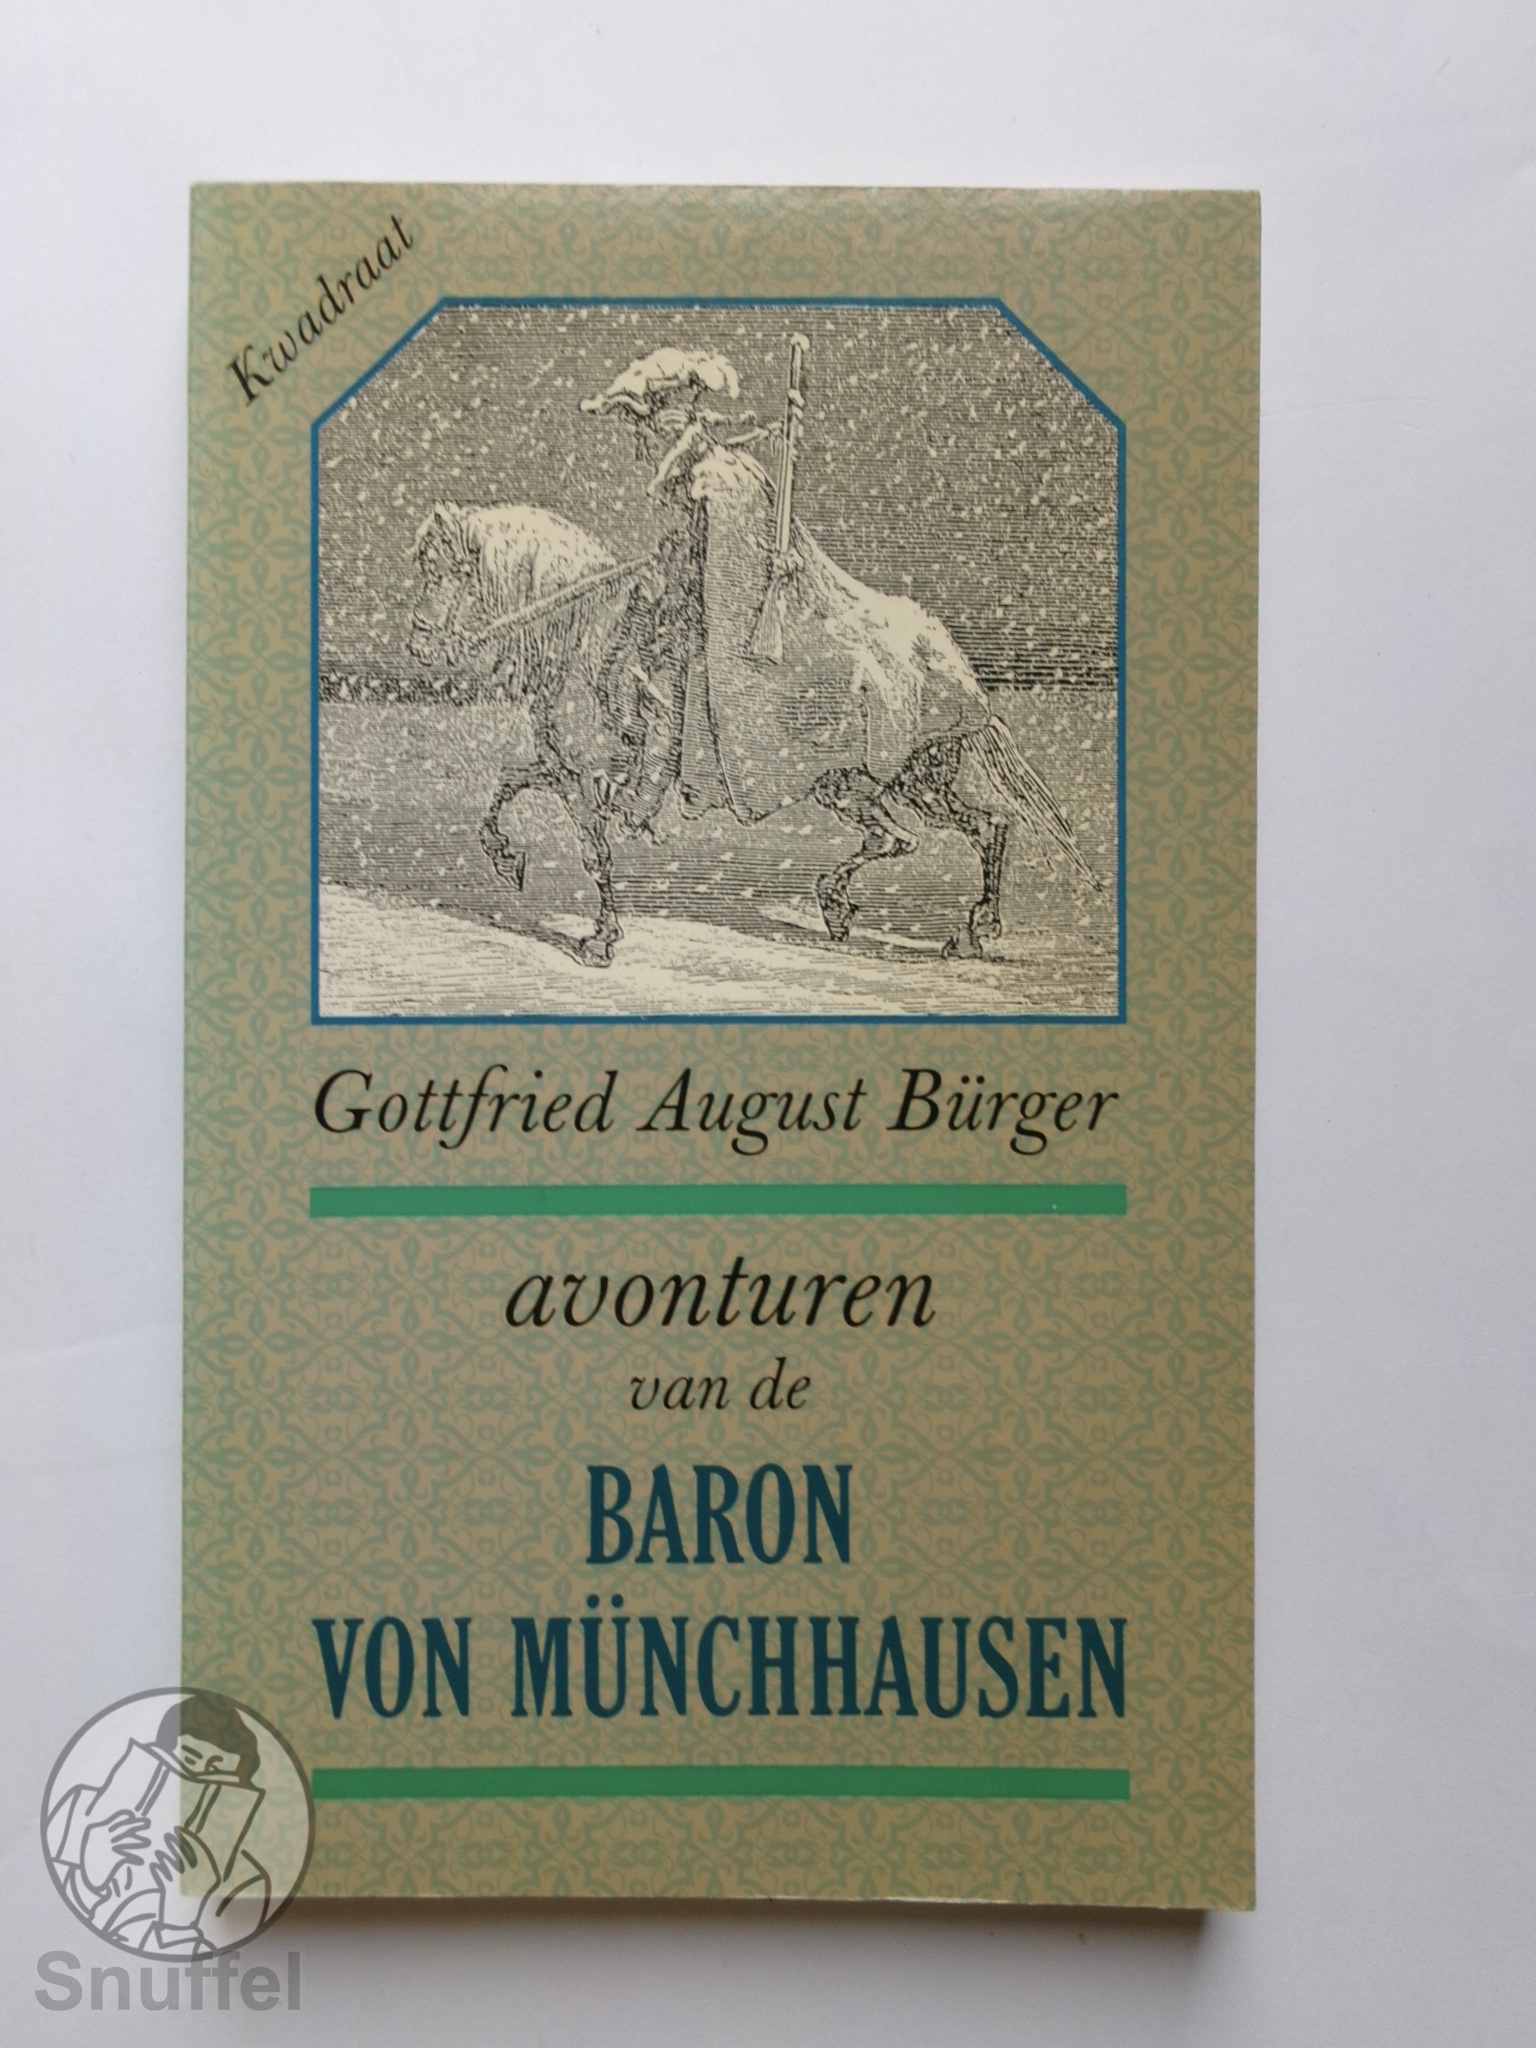 Kwadraat
Gottfried August Bürger
avonturen
van de
BARON
VON MÜNCHHAUSEN
Snuffel